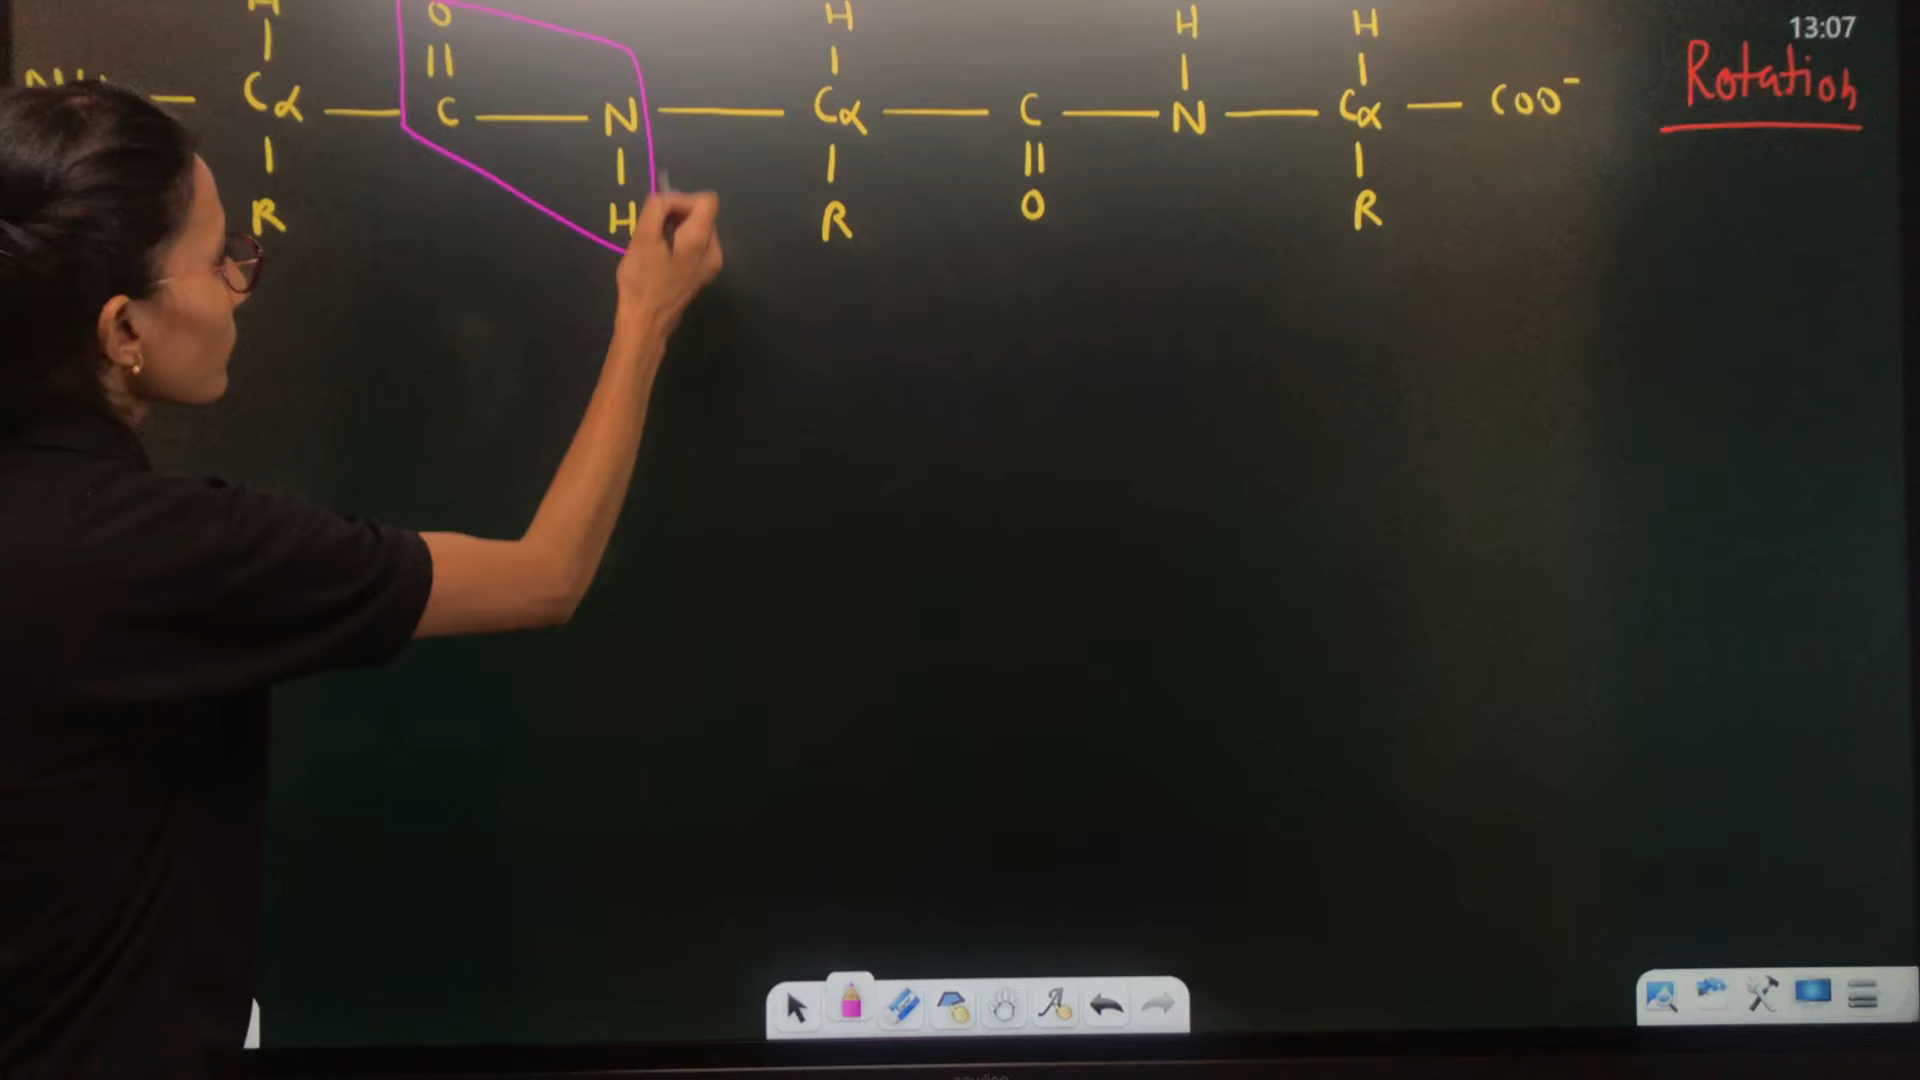 13:07
Rotation
H O H H H
| || | | |
— Cα — C — N — Cα — C — N — Cα — COO⁻
| | | || |
R H R O R